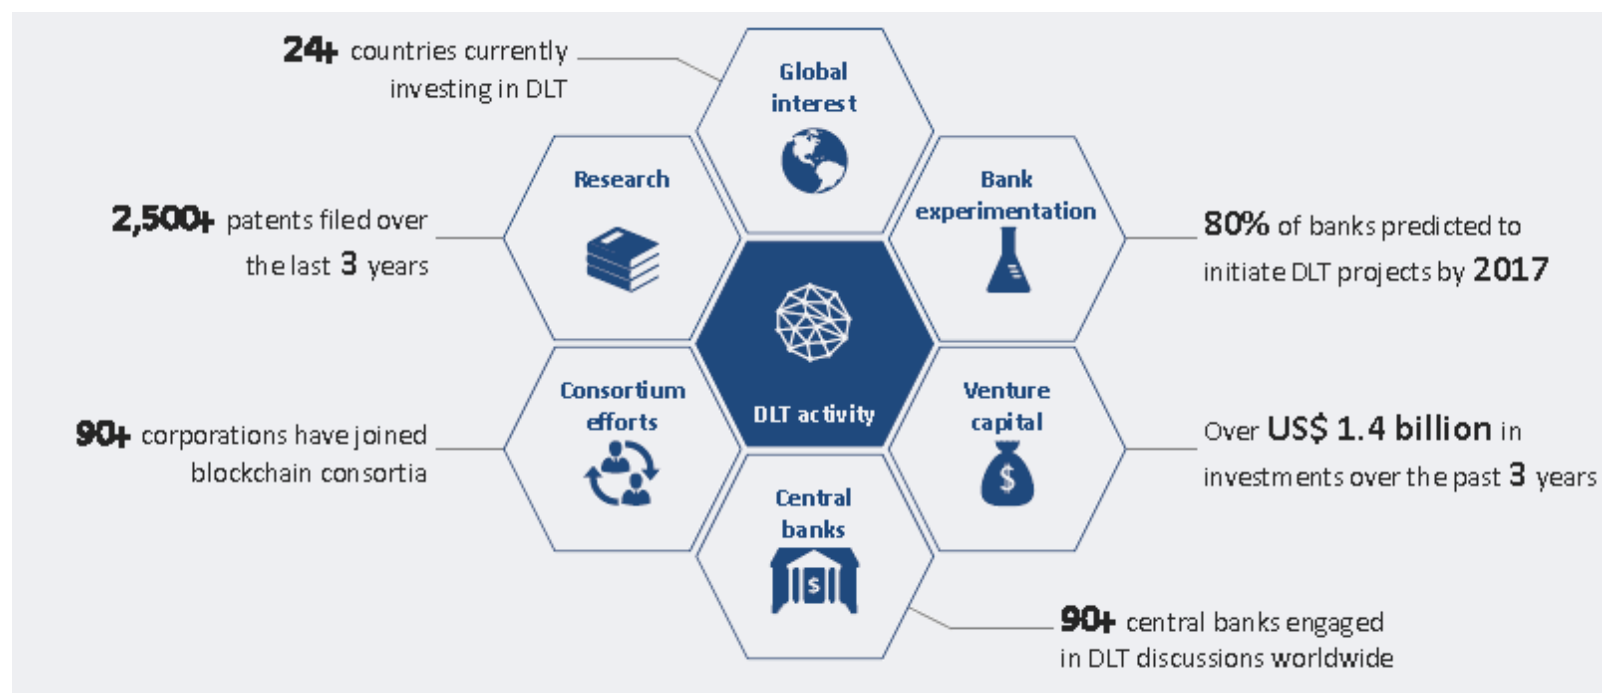 24+ countries currently
investing in DLT
Global
interest
Research
2,500+ patents filed over
the last 3 years
Bank
experimentation
80% of banks predicted to
initiate DLT projects by 2017
DLT activity
Consortium
efforts
90+ corporations have joined
blockchain consortia
Venture
capital
Over US$ 1.4 billion in
investments over the past 3 years
Central
banks
$
$
90+ central banks engaged
in DLT discussions worldwide